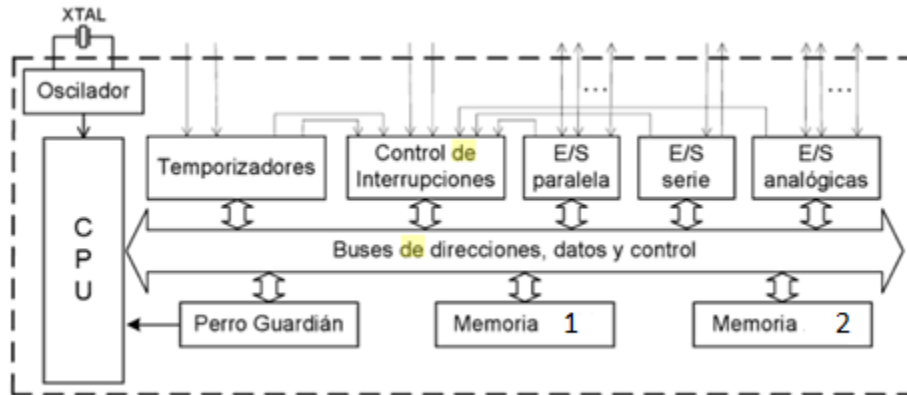 XTAL
Oscilador
Temporizadores
Control de
Interrupciones
E/S
paralela
E/S
serie
E/S
analógicas
C
P
U
Buses de direcciones, datos y control
Perro Guardián
Memoria 1
Memoria 2